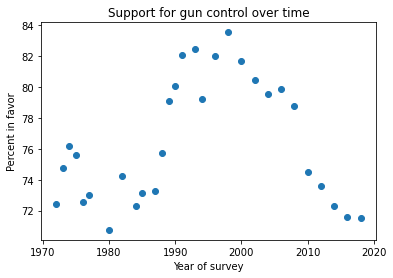 Support for gun control over time
84
82
80
78
76
74
72
Percent in favor
1970 1980 1990 2000 2010 2020
Year of survey